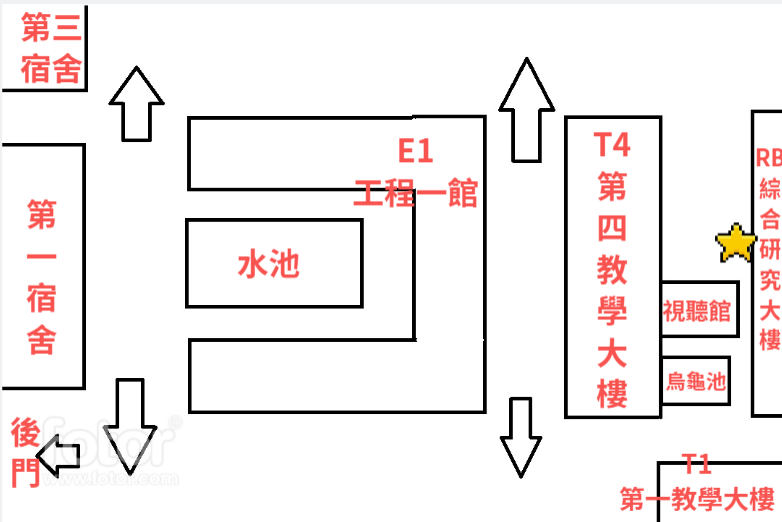 第三
宿舍
第
一
宿
舍
後
門
E1
工程一館
水池
T4
第
四
教
學
大
樓
視聽館
烏龜池
RB
綜
合
研
究
大
樓
T1
第一教學大樓
fotor
www.fotor.com